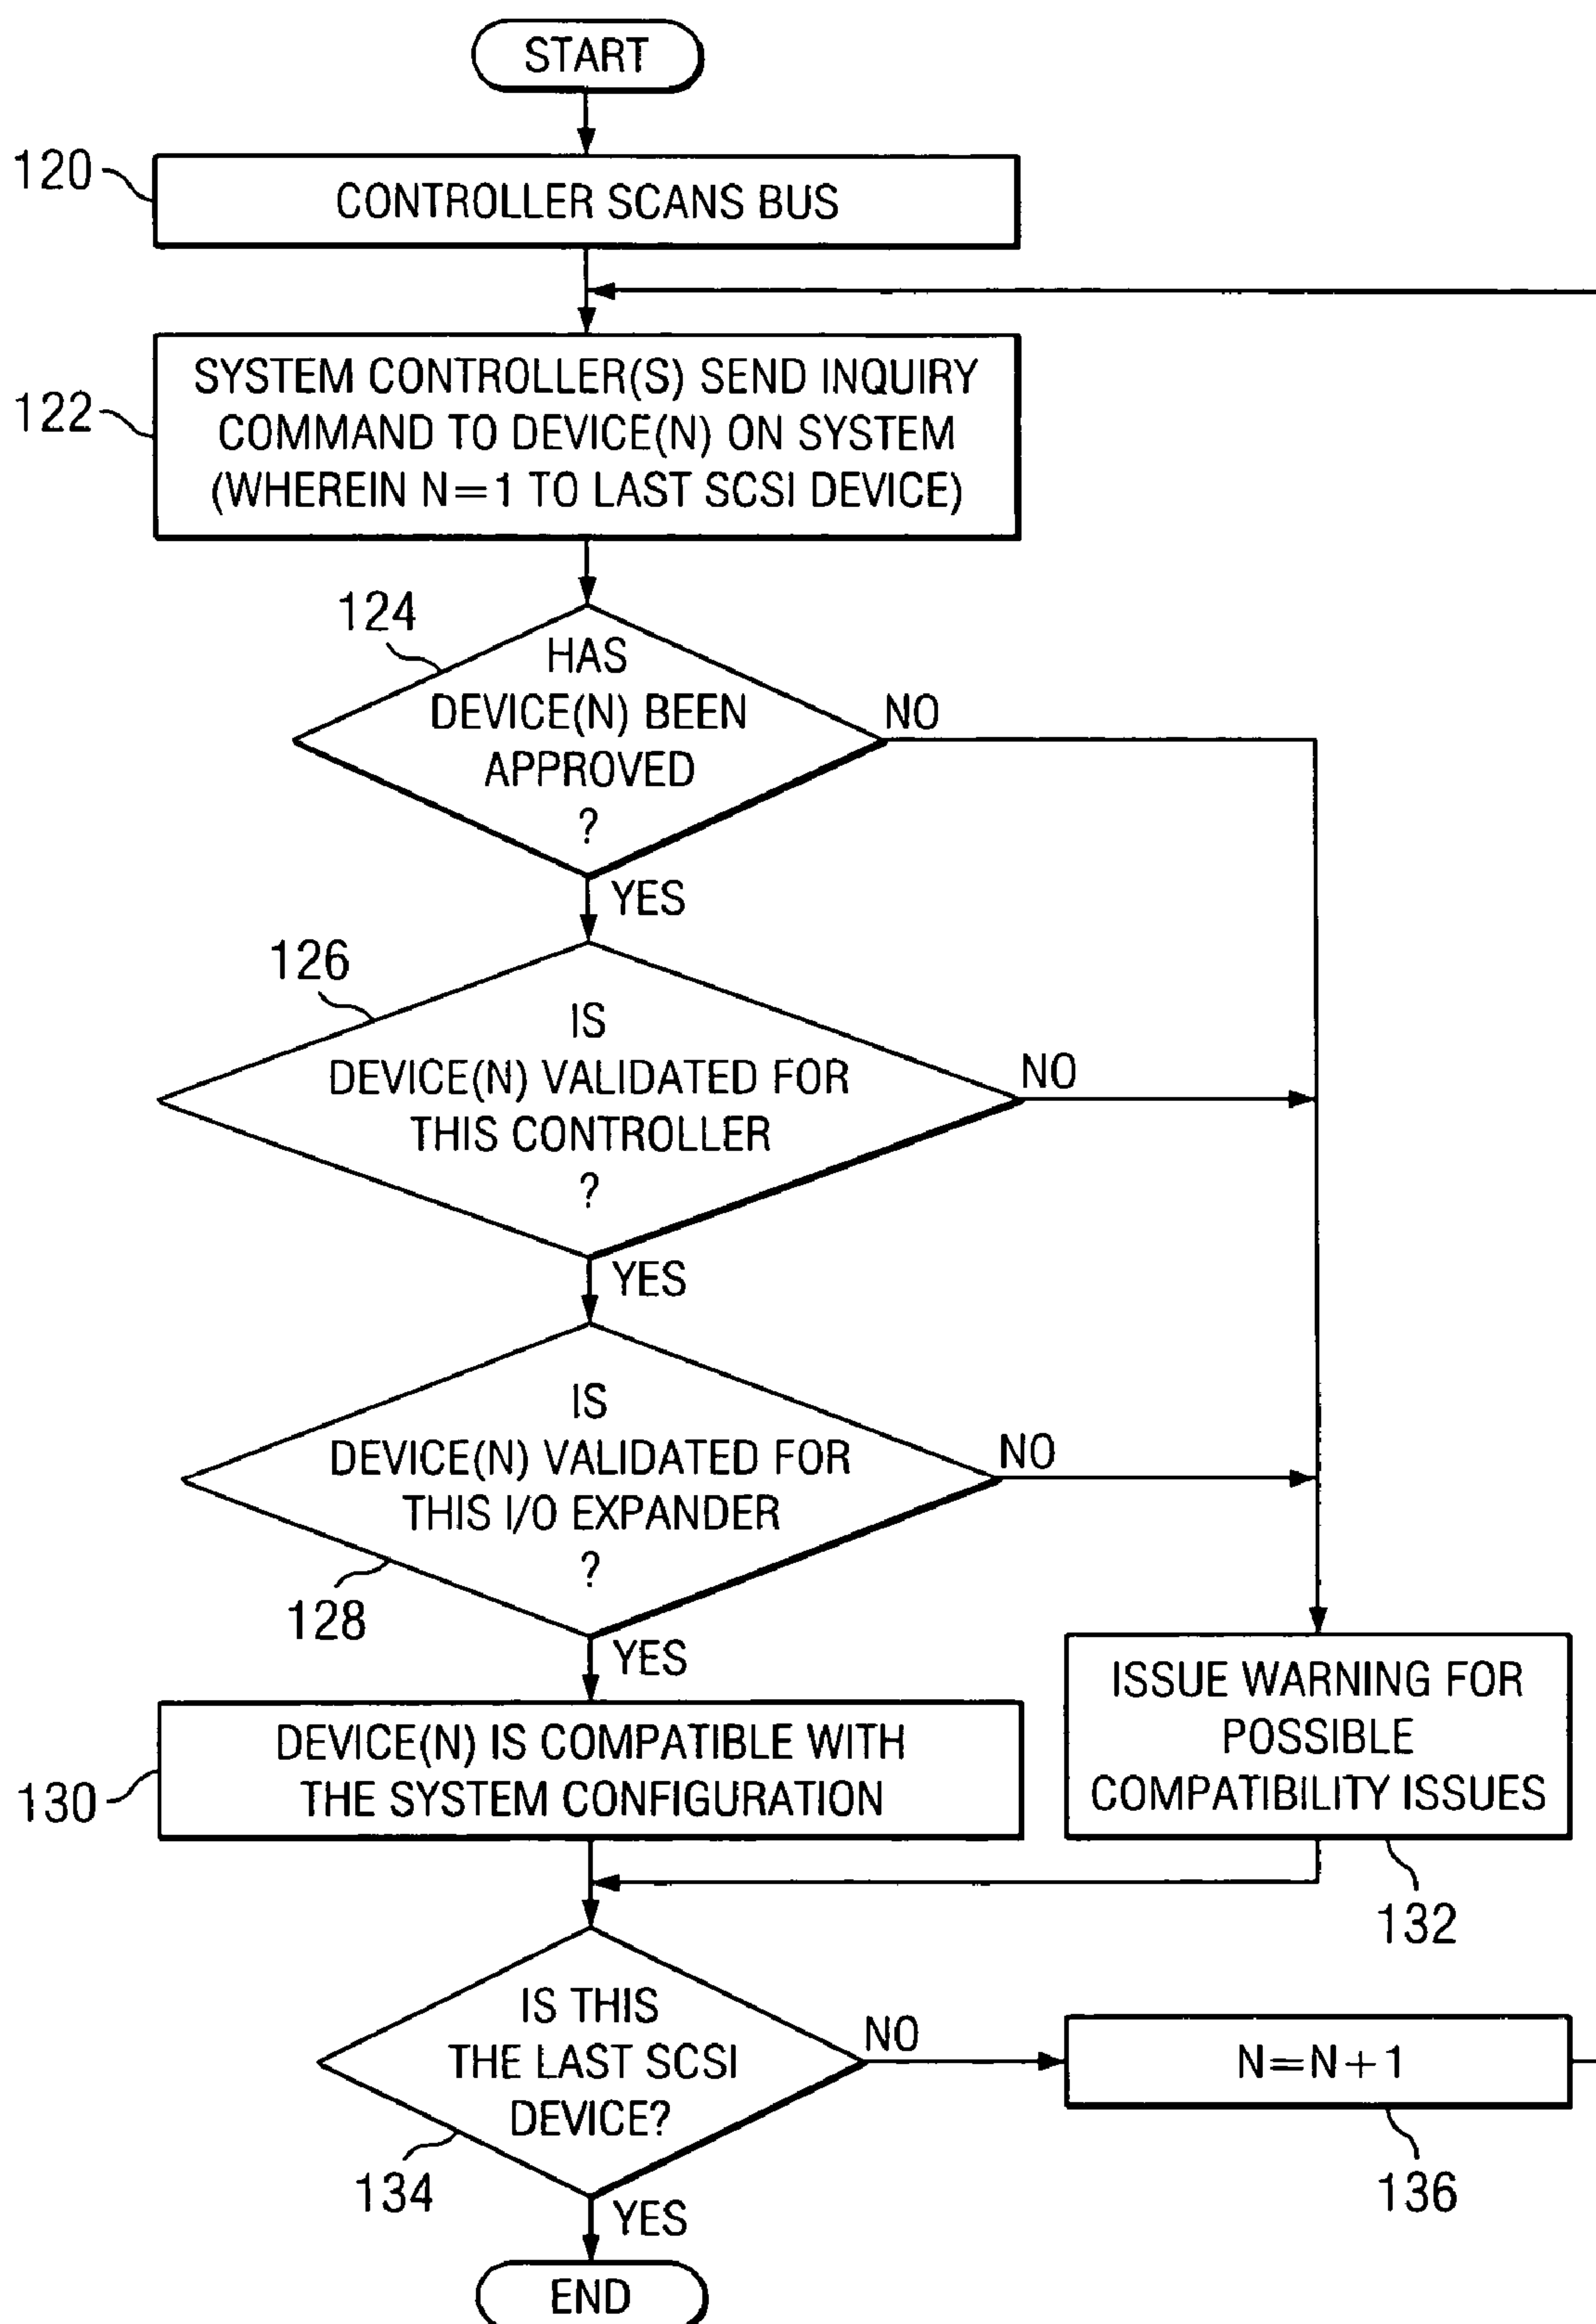 START
120
CONTROLLER SCANS BUS
122
SYSTEM CONTROLLER(S) SEND INQUIRY
COMMAND TO DEVICE(N) ON SYSTEM
(WHEREIN N=1 TO LAST SCSI DEVICE)
124
HAS
DEVICE(N) BEEN
APPROVED
?
NO
YES
126
IS
DEVICE(N) VALIDATED FOR
THIS CONTROLLER
?
NO
YES
IS
DEVICE(N) VALIDATED FOR
THIS I/O EXPANDER
?
NO
128
YES
130
DEVICE(N) IS COMPATIBLE WITH
THE SYSTEM CONFIGURATION
ISSUE WARNING FOR
POSSIBLE
COMPATIBILITY ISSUES
132
IS THIS
THE LAST SCSI
DEVICE?
NO
N=N+1
134
136
YES
END